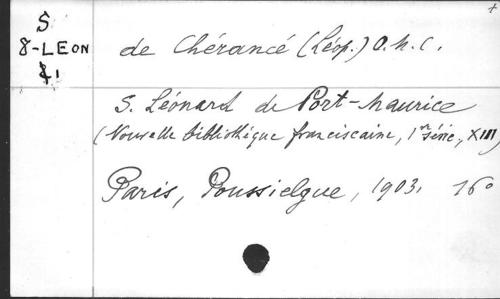 S
8-LEON
1
de Chérancé (Léop.) O.M.C.
S. Léonard de Port-Maurice
(Nouvelle bibliothèque franciscaine, 1re série, XIII)
Paris, Poussielgue, 1903. 16°